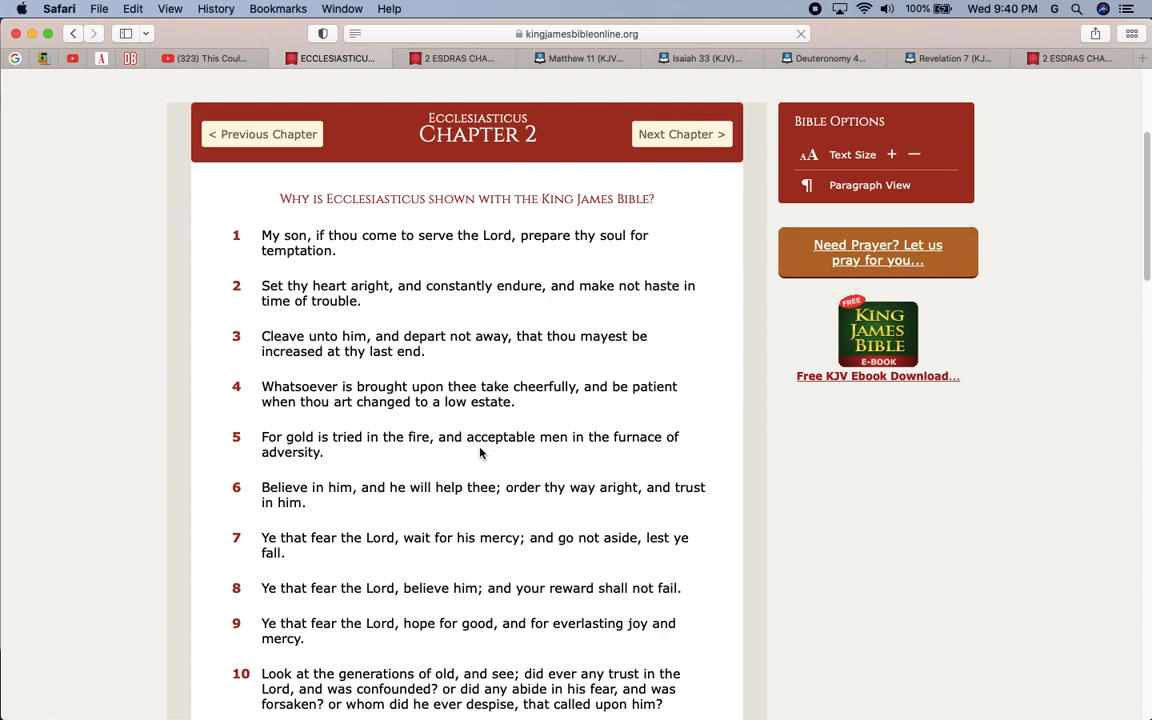 Safari File Edit View History Bookmarks Window Help 100% Wed 9:40 PM G
kingjamesbibleonline.org
(323) This Coul... ECCLESIASTICU... 2 ESDRAS CHA... Matthew 11 (KJV... Isaiah 33 (KJV)... Deuteronomy 4... Revelation 7 (KJ... 2 ESDRAS CHA...
ECCLESIASTICUS
CHAPTER 2
< Previous Chapter
Next Chapter >
WHY IS ECCLESIASTICUS SHOWN WITH THE KING JAMES BIBLE?
1 My son, if thou come to serve the Lord, prepare thy soul for
temptation.
2 Set thy heart aright, and constantly endure, and make not haste in
time of trouble.
3 Cleave unto him, and depart not away, that thou mayest be
increased at thy last end.
4 Whatsoever is brought upon thee take cheerfully, and be patient
when thou art changed to a low estate.
5 For gold is tried in the fire, and acceptable men in the furnace of
adversity.
6 Believe in him, and he will help thee; order thy way aright, and trust
in him.
7 Ye that fear the Lord, wait for his mercy; and go not aside, lest ye
fall.
8 Ye that fear the Lord, believe him; and your reward shall not fail.
9 Ye that fear the Lord, hope for good, and for everlasting joy and
mercy.
10 Look at the generations of old, and see; did ever any trust in the
Lord, and was confounded? or did any abide in his fear, and was
forsaken? or whom did he ever despise, that called upon him?
BIBLE OPTIONS
AA Text Size + −
¶ Paragraph View
Need Prayer? Let us
pray for you...
FREE
KING
JAMES
BIBLE
E-BOOK
Free KJV Ebook Download...